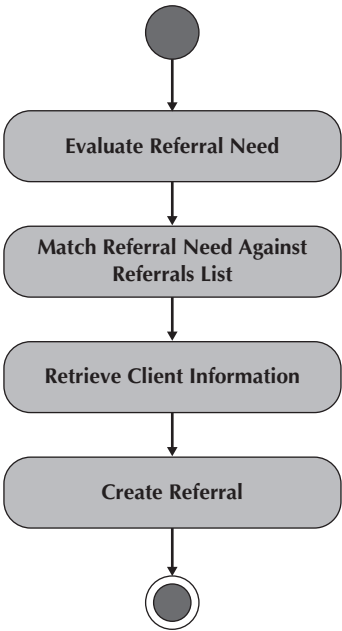 Evaluate Referral Need
Match Referral Need Against
Referrals List
Retrieve Client Information
Create Referral